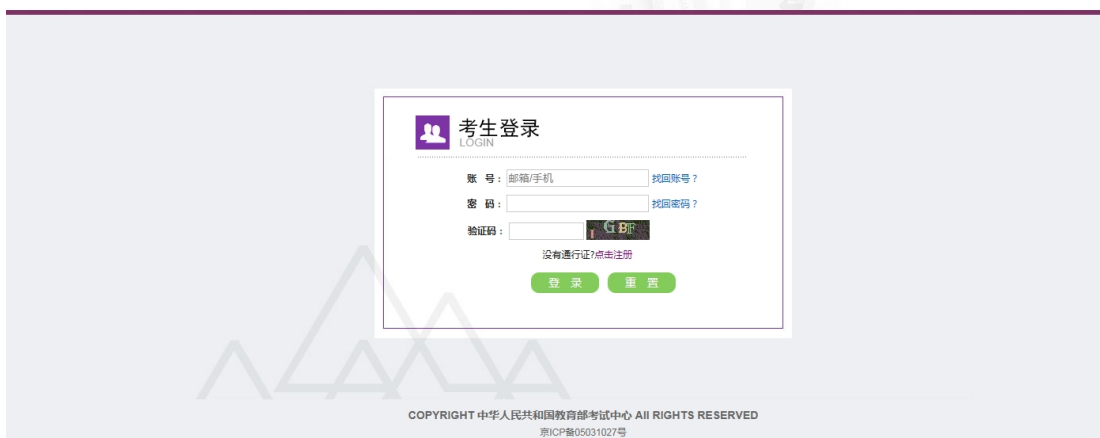 考生登录
LOGIN
账 号： 邮箱/手机 找回账号？
密 码： 找回密码？
验证码： I GBF
没有通行证?点击注册
登 录 重 置
COPYRIGHT 中华人民共和国教育部考试中心 All RIGHTS RESERVED
京ICP备05031027号